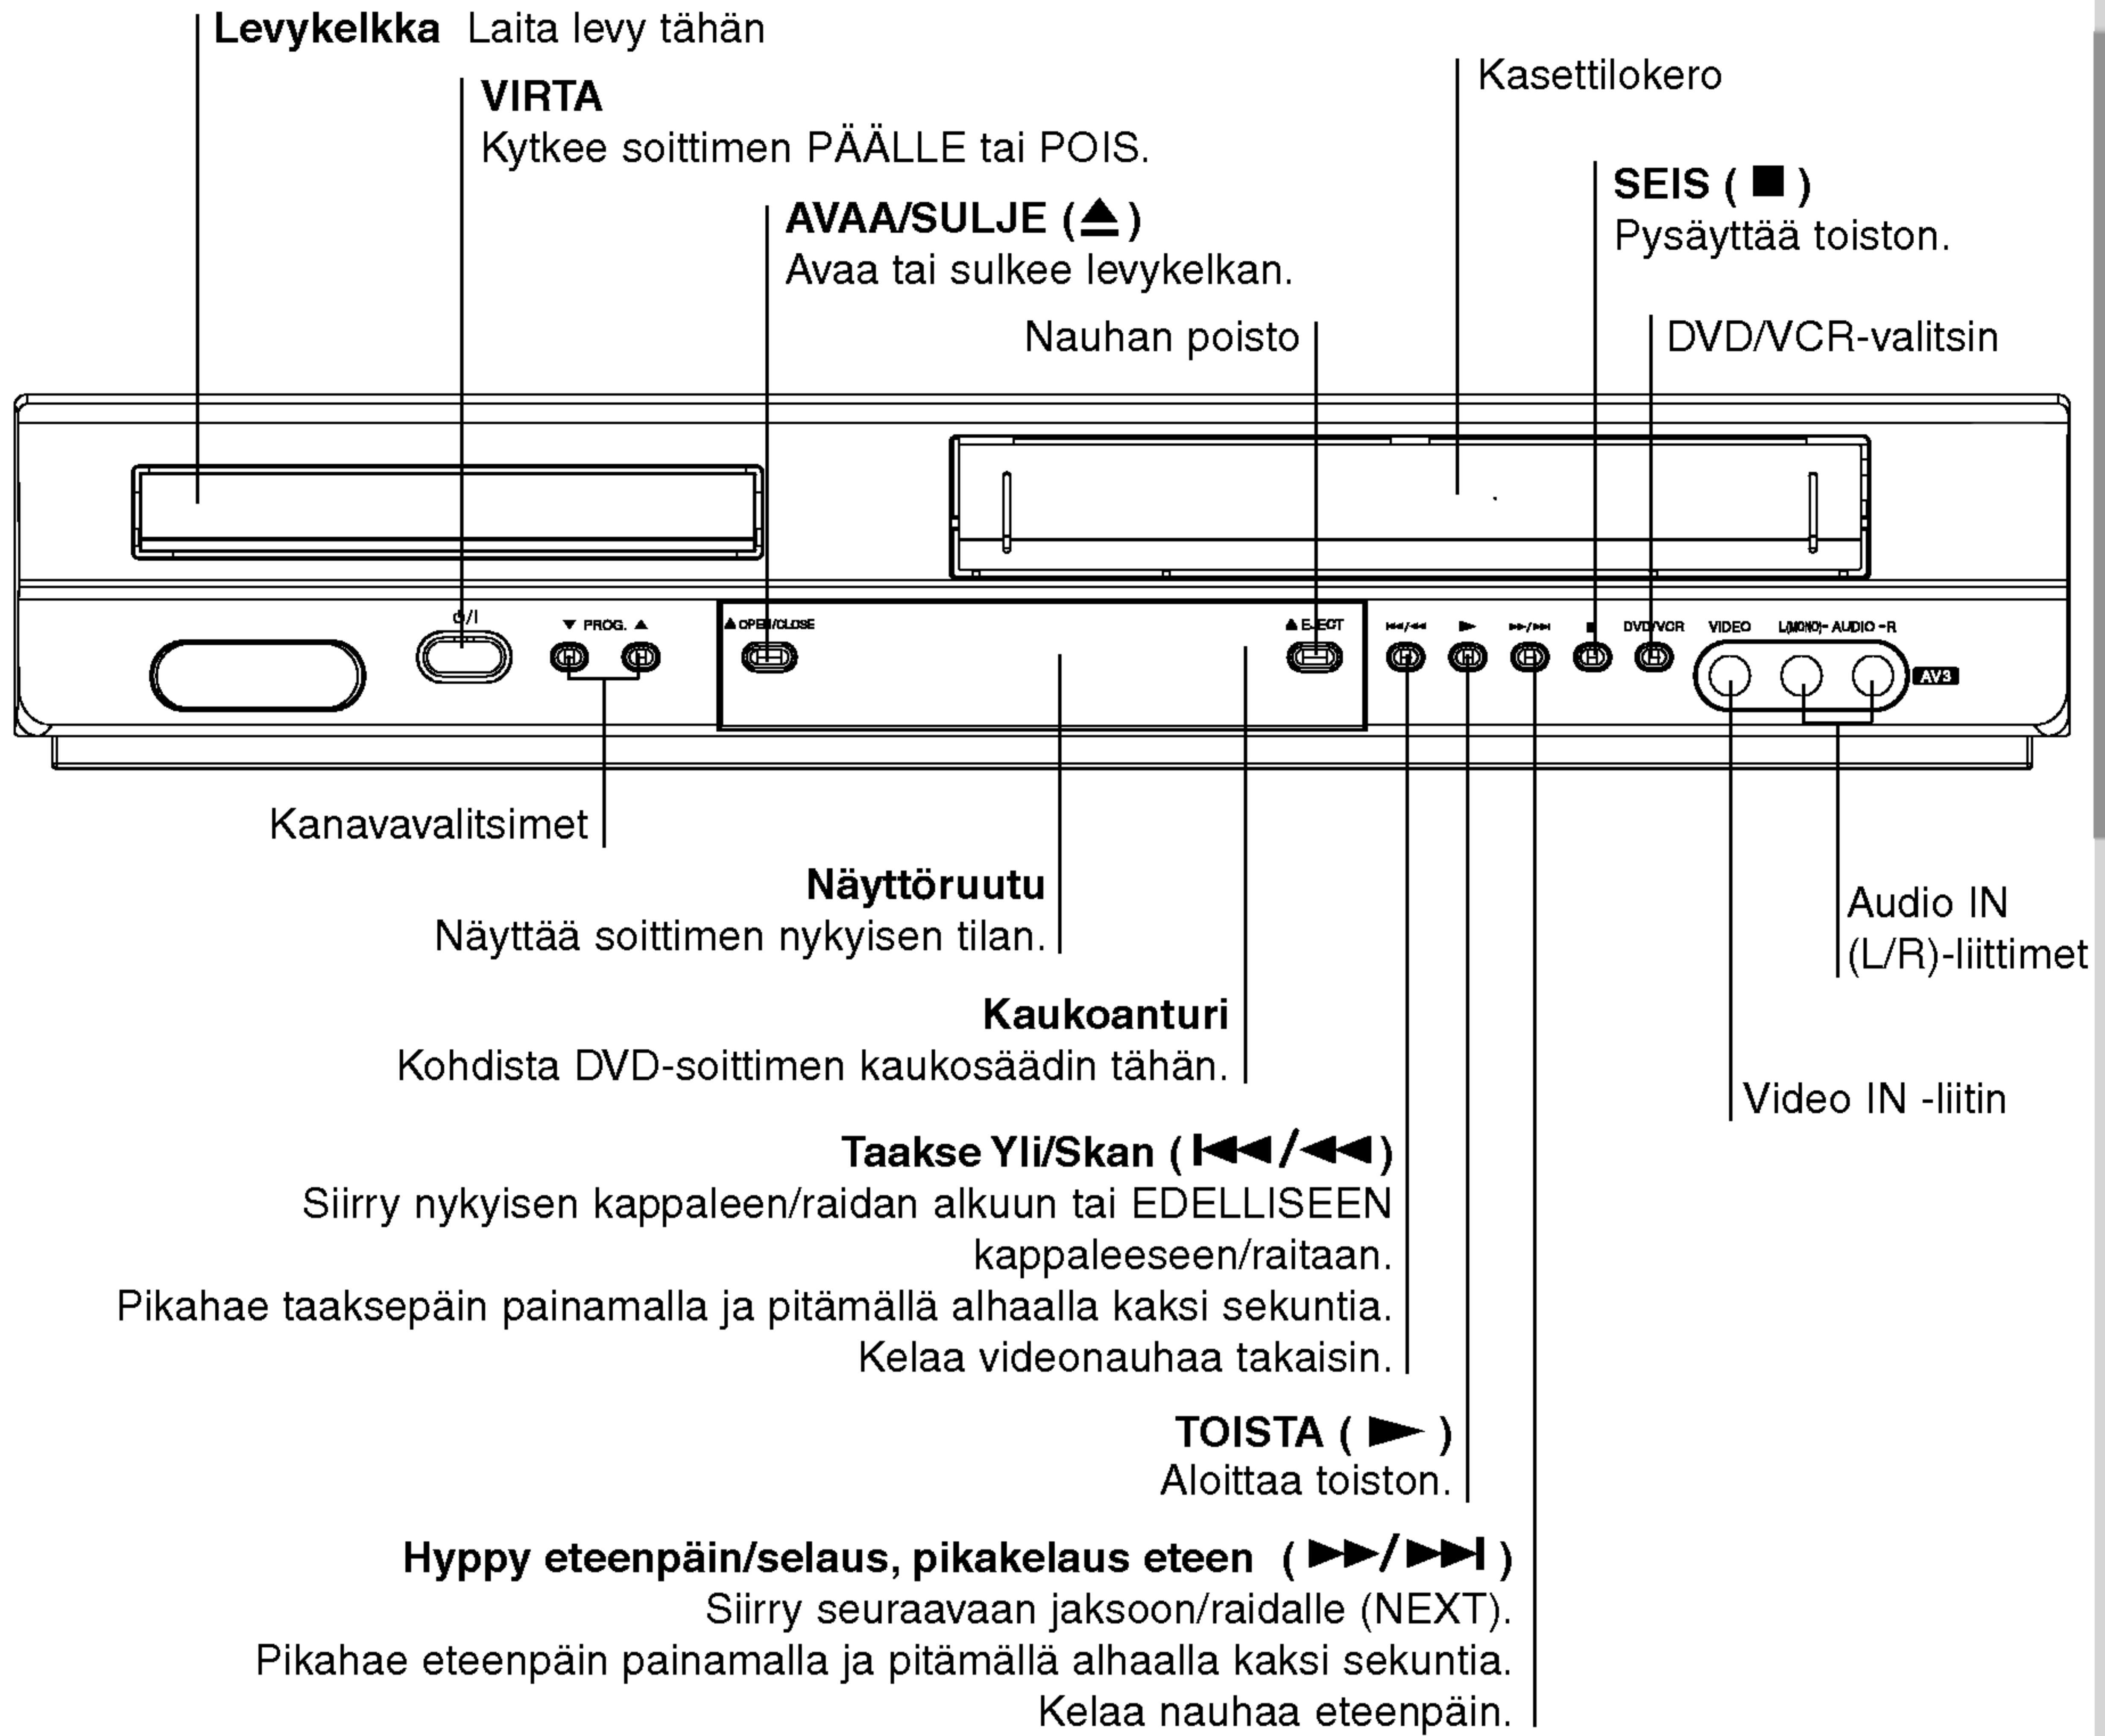 Levykelkka Laita levy tähän
VIRTA
Kytkee soittimen PÄÄLLE tai POIS.
Kasettilokero
AVAA/SULJE (⏏)
Avaa tai sulkee levykelkan.
SEIS (■)
Pysäyttää toiston.
Nauhan poisto
DVD/VCR-valitsin
⏻/I
▼ PROG. ▲
▲ OPEN/CLOSE
▲ EJECT
I◀◀/◀◀
▶
▶▶/▶▶I
■
DVD/VCR
VIDEO
L(MONO)- AUDIO -R
AV3
Kanavavalitsimet
Näyttöruutu
Näyttää soittimen nykyisen tilan.
Audio IN
(L/R)-liittimet
Kaukoanturi
Kohdista DVD-soittimen kaukosäädin tähän.
Video IN -liitin
Taakse Yli/Skan (I◀◀/◀◀)
Siirry nykyisen kappaleen/raidan alkuun tai EDELLISEEN
kappaleeseen/raitaan.
Pikahae taaksepäin painamalla ja pitämällä alhaalla kaksi sekuntia.
Kelaa videonauhaa takaisin.
TOISTA (▶)
Aloittaa toiston.
Hyppy eteenpäin/selaus, pikakelaus eteen (▶▶/▶▶I)
Siirry seuraavaan jaksoon/raidalle (NEXT).
Pikahae eteenpäin painamalla ja pitämällä alhaalla kaksi sekuntia.
Kelaa nauhaa eteenpäin.